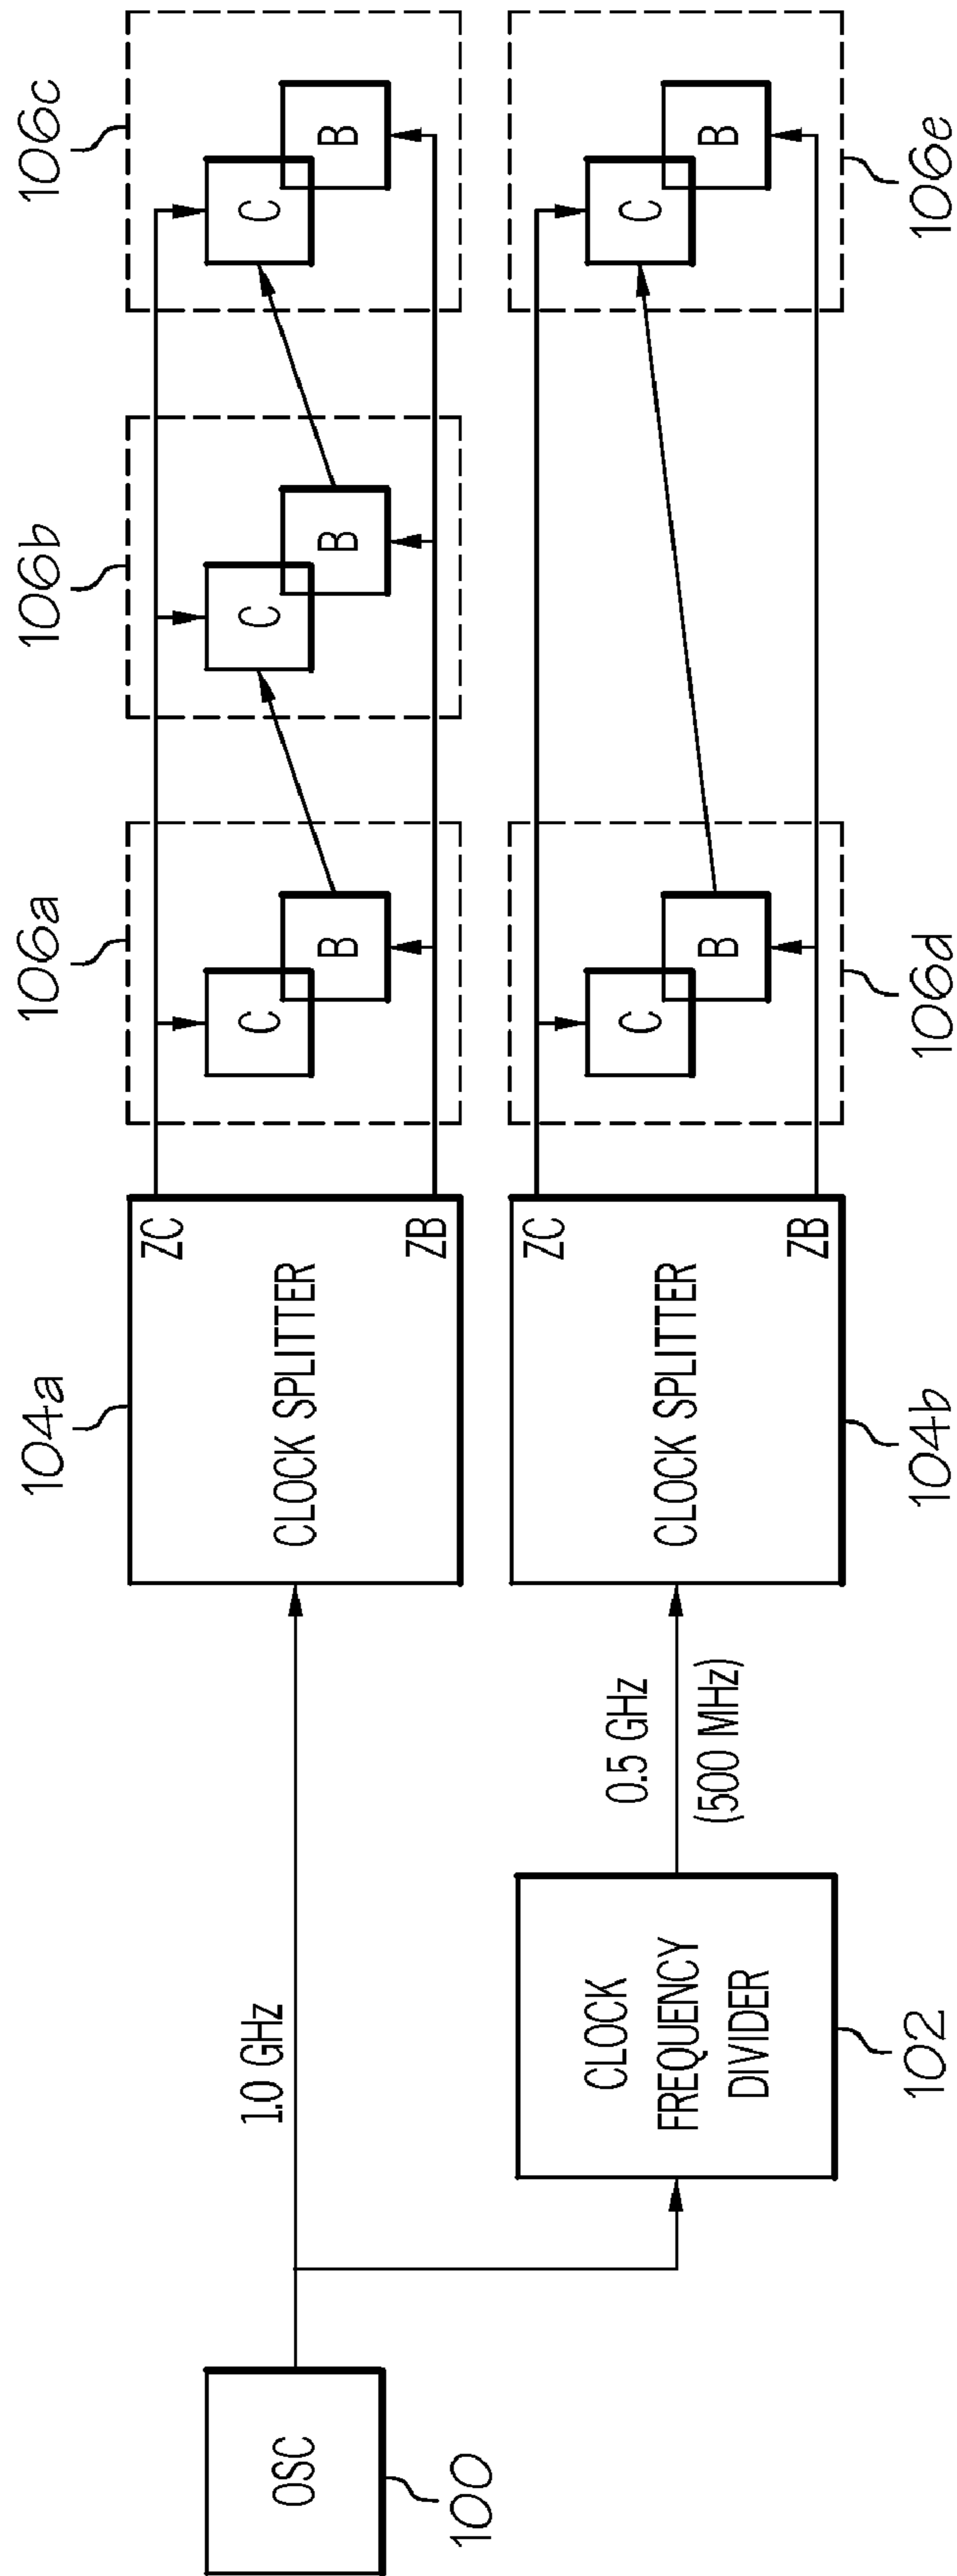 106a
106b
106c
104a
C
C
C
B
B
B
ZC
CLOCK SPLITTER
ZB
1.0 GHz
OSC
100
0.5 GHz
(500 MHz)
CLOCK
FREQUENCY
DIVIDER
102
ZC
CLOCK SPLITTER
ZB
104b
C
C
B
B
106d
106e